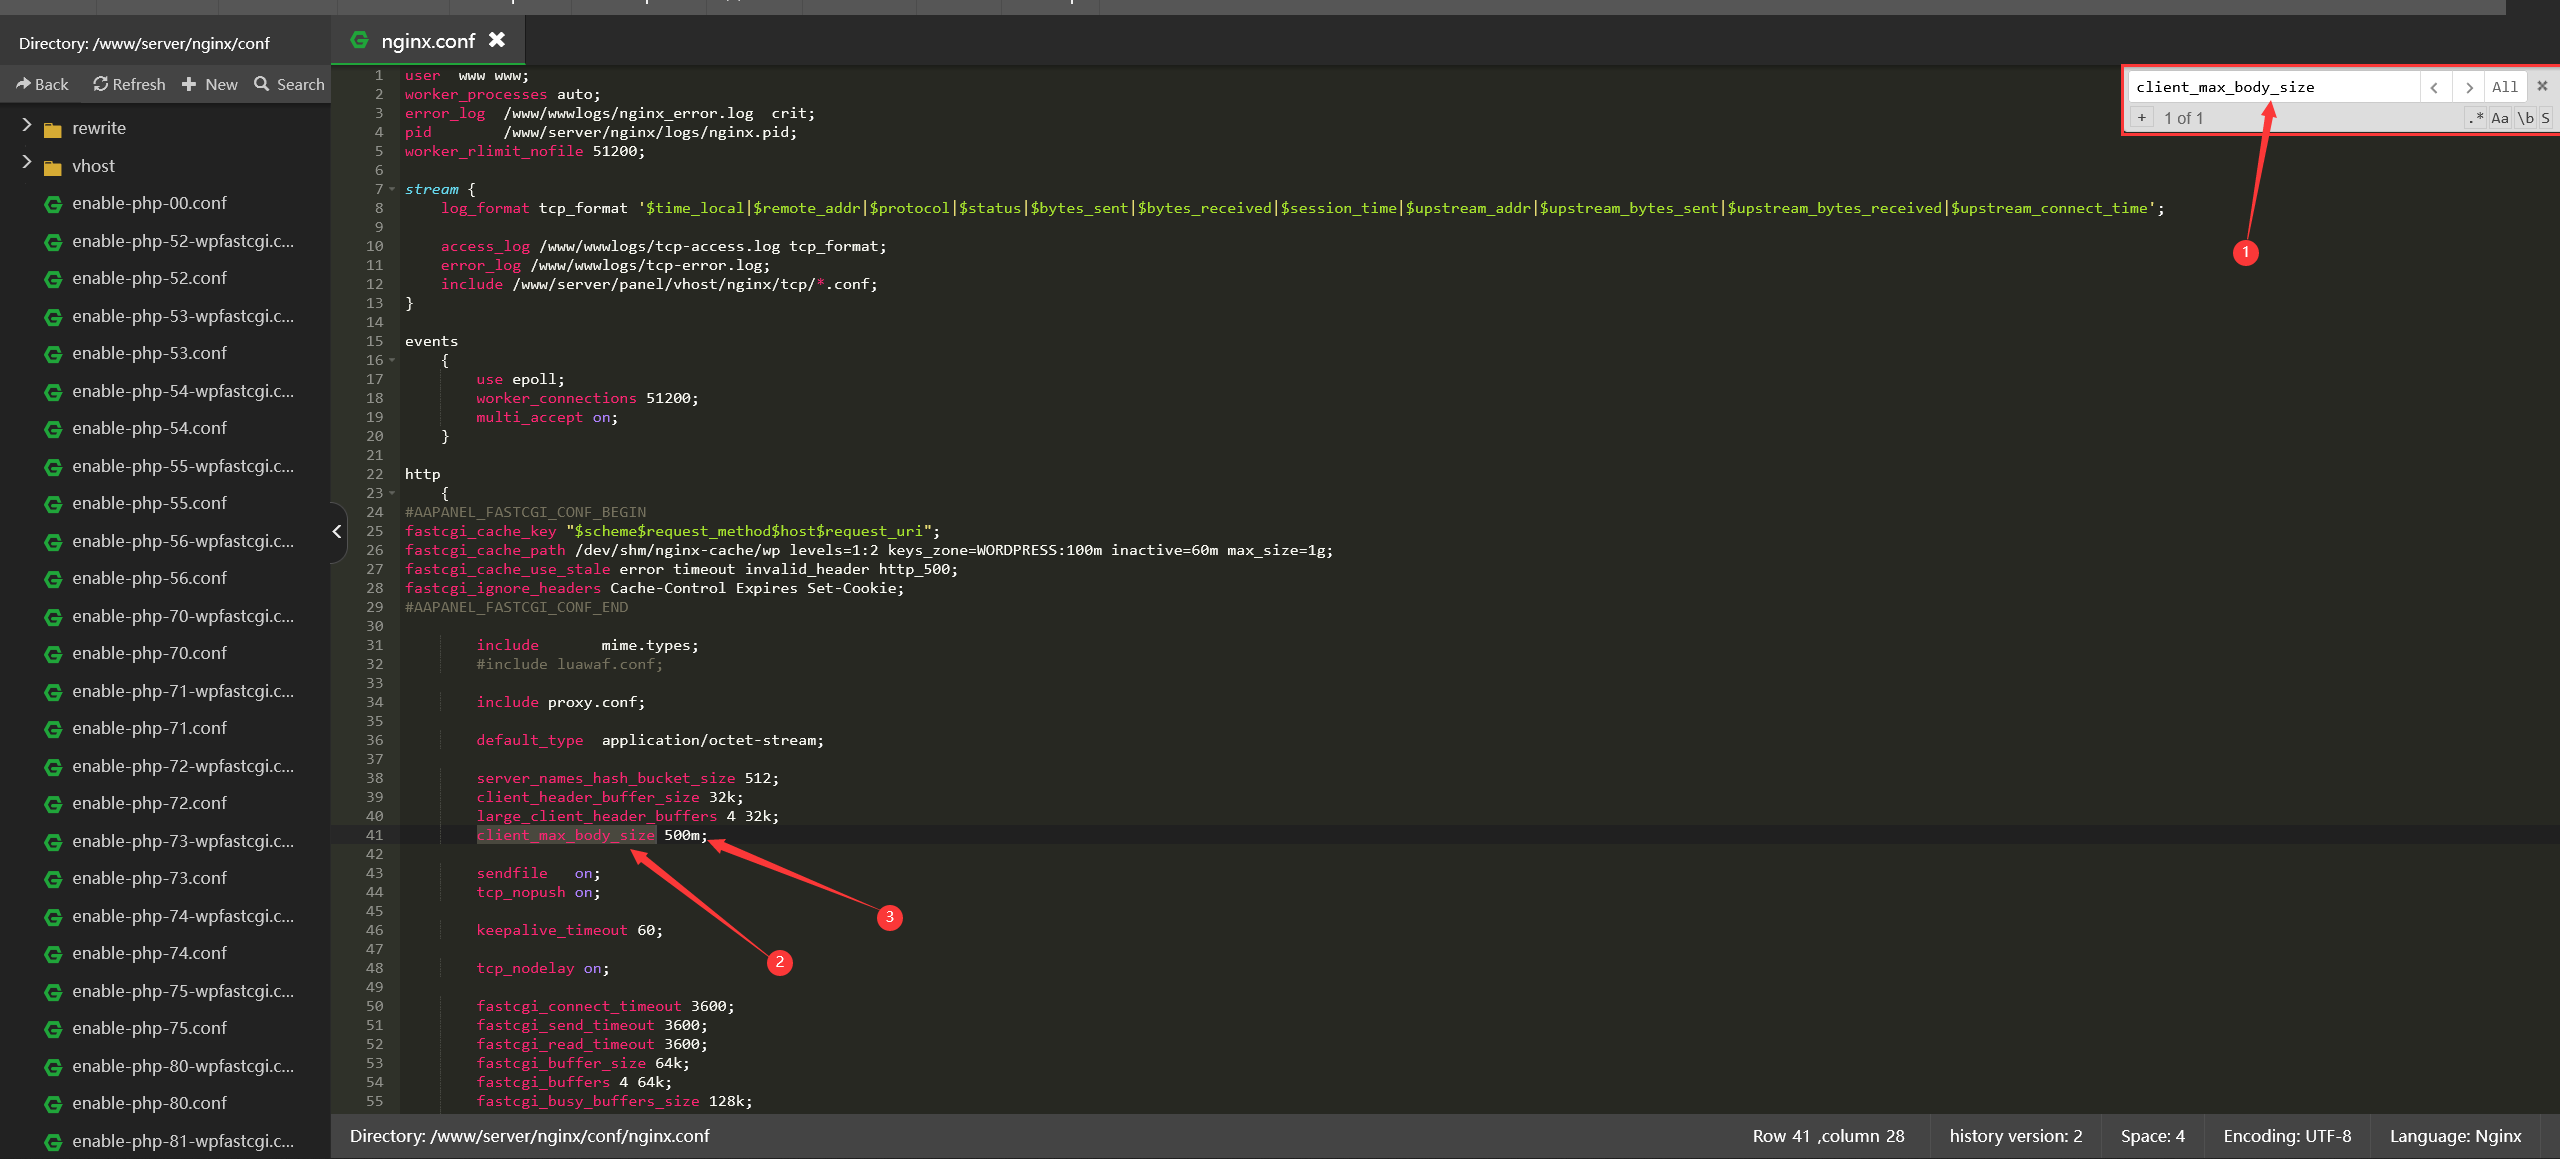 Directory: /www/server/nginx/conf
Back Refresh New Search
rewrite
vhost
enable-php-00.conf
enable-php-52-wpfastcgi.c...
enable-php-52.conf
enable-php-53-wpfastcgi.c...
enable-php-53.conf
enable-php-54-wpfastcgi.c...
enable-php-54.conf
enable-php-55-wpfastcgi.c...
enable-php-55.conf
enable-php-56-wpfastcgi.c...
enable-php-56.conf
enable-php-70-wpfastcgi.c...
enable-php-70.conf
enable-php-71-wpfastcgi.c...
enable-php-71.conf
enable-php-72-wpfastcgi.c...
enable-php-72.conf
enable-php-73-wpfastcgi.c...
enable-php-73.conf
enable-php-74-wpfastcgi.c...
enable-php-74.conf
enable-php-75-wpfastcgi.c...
enable-php-75.conf
enable-php-80-wpfastcgi.c...
enable-php-80.conf
enable-php-81-wpfastcgi.c...
nginx.conf
1 user  www www;
2 worker_processes auto;
3 error_log  /www/wwwlogs/nginx_error.log  crit;
4 pid        /www/server/nginx/logs/nginx.pid;
5 worker_rlimit_nofile 51200;
6
7 stream {
8     log_format tcp_format '$time_local|$remote_addr|$protocol|$status|$bytes_sent|$bytes_received|$session_time|$upstream_addr|$upstream_bytes_sent|$upstream_bytes_received|$upstream_connect_time';
9
10     access_log /www/wwwlogs/tcp-access.log tcp_format;
11     error_log /www/wwwlogs/tcp-error.log;
12     include /www/server/panel/vhost/nginx/tcp/*.conf;
13 }
14
15 events
16     {
17         use epoll;
18         worker_connections 51200;
19         multi_accept on;
20     }
21
22 http
23     {
24 #AAPANEL_FASTCGI_CONF_BEGIN
25 fastcgi_cache_key "$scheme$request_method$host$request_uri";
26 fastcgi_cache_path /dev/shm/nginx-cache/wp levels=1:2 keys_zone=WORDPRESS:100m inactive=60m max_size=1g;
27 fastcgi_cache_use_stale error timeout invalid_header http_500;
28 fastcgi_ignore_headers Cache-Control Expires Set-Cookie;
29 #AAPANEL_FASTCGI_CONF_END
30
31         include       mime.types;
32         #include luawaf.conf;
33
34         include proxy.conf;
35
36         default_type  application/octet-stream;
37
38         server_names_hash_bucket_size 512;
39         client_header_buffer_size 32k;
40         large_client_header_buffers 4 32k;
41         client_max_body_size 500m;
42
43         sendfile   on;
44         tcp_nopush on;
45
46         keepalive_timeout 60;
47
48         tcp_nodelay on;
49
50         fastcgi_connect_timeout 3600;
51         fastcgi_send_timeout 3600;
52         fastcgi_read_timeout 3600;
53         fastcgi_buffer_size 64k;
54         fastcgi_buffers 4 64k;
55         fastcgi_busy_buffers_size 128k;
client_max_body_size All
+ 1 of 1 .* Aa \b S
1
3
2
Directory: /www/server/nginx/conf/nginx.conf Row 41 ,column 28 history version: 2 Space: 4 Encoding: UTF-8 Language: Nginx